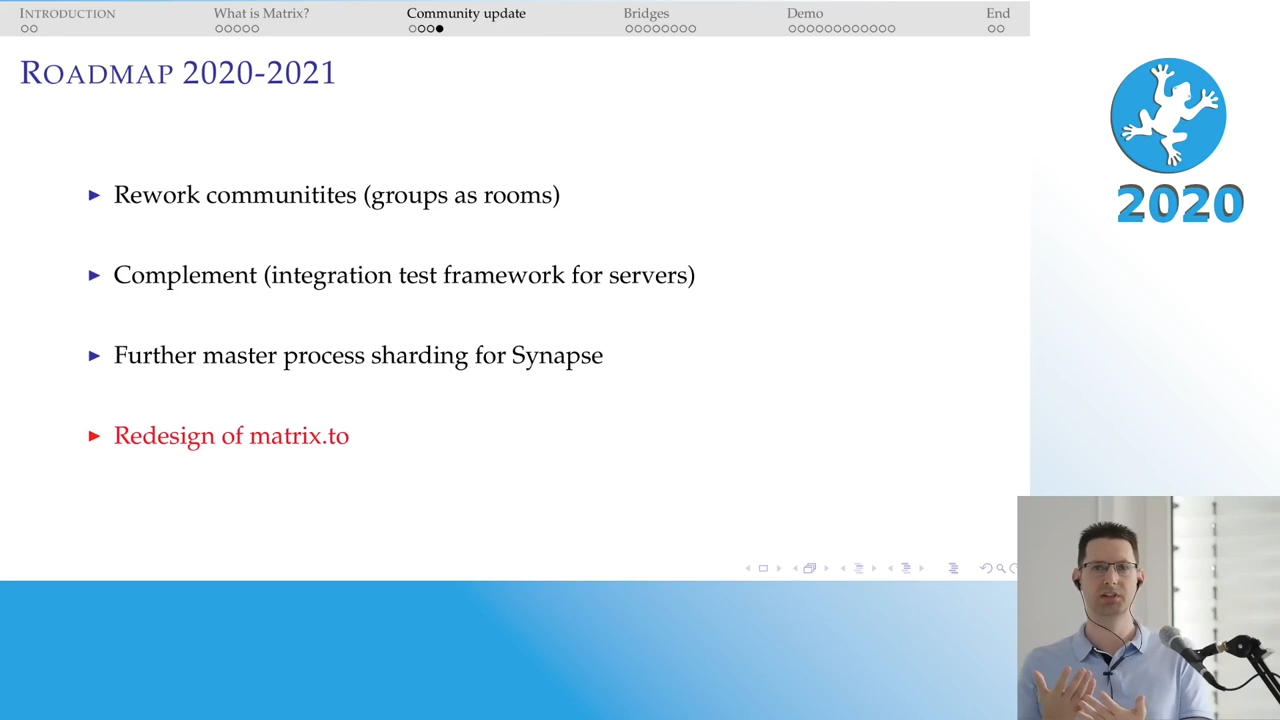 INTRODUCTION What is Matrix? Community update Bridges Demo End
ROADMAP 2020-2021
Rework communitites (groups as rooms)
Complement (integration test framework for servers)
Further master process sharding for Synapse
Redesign of matrix.to
2020